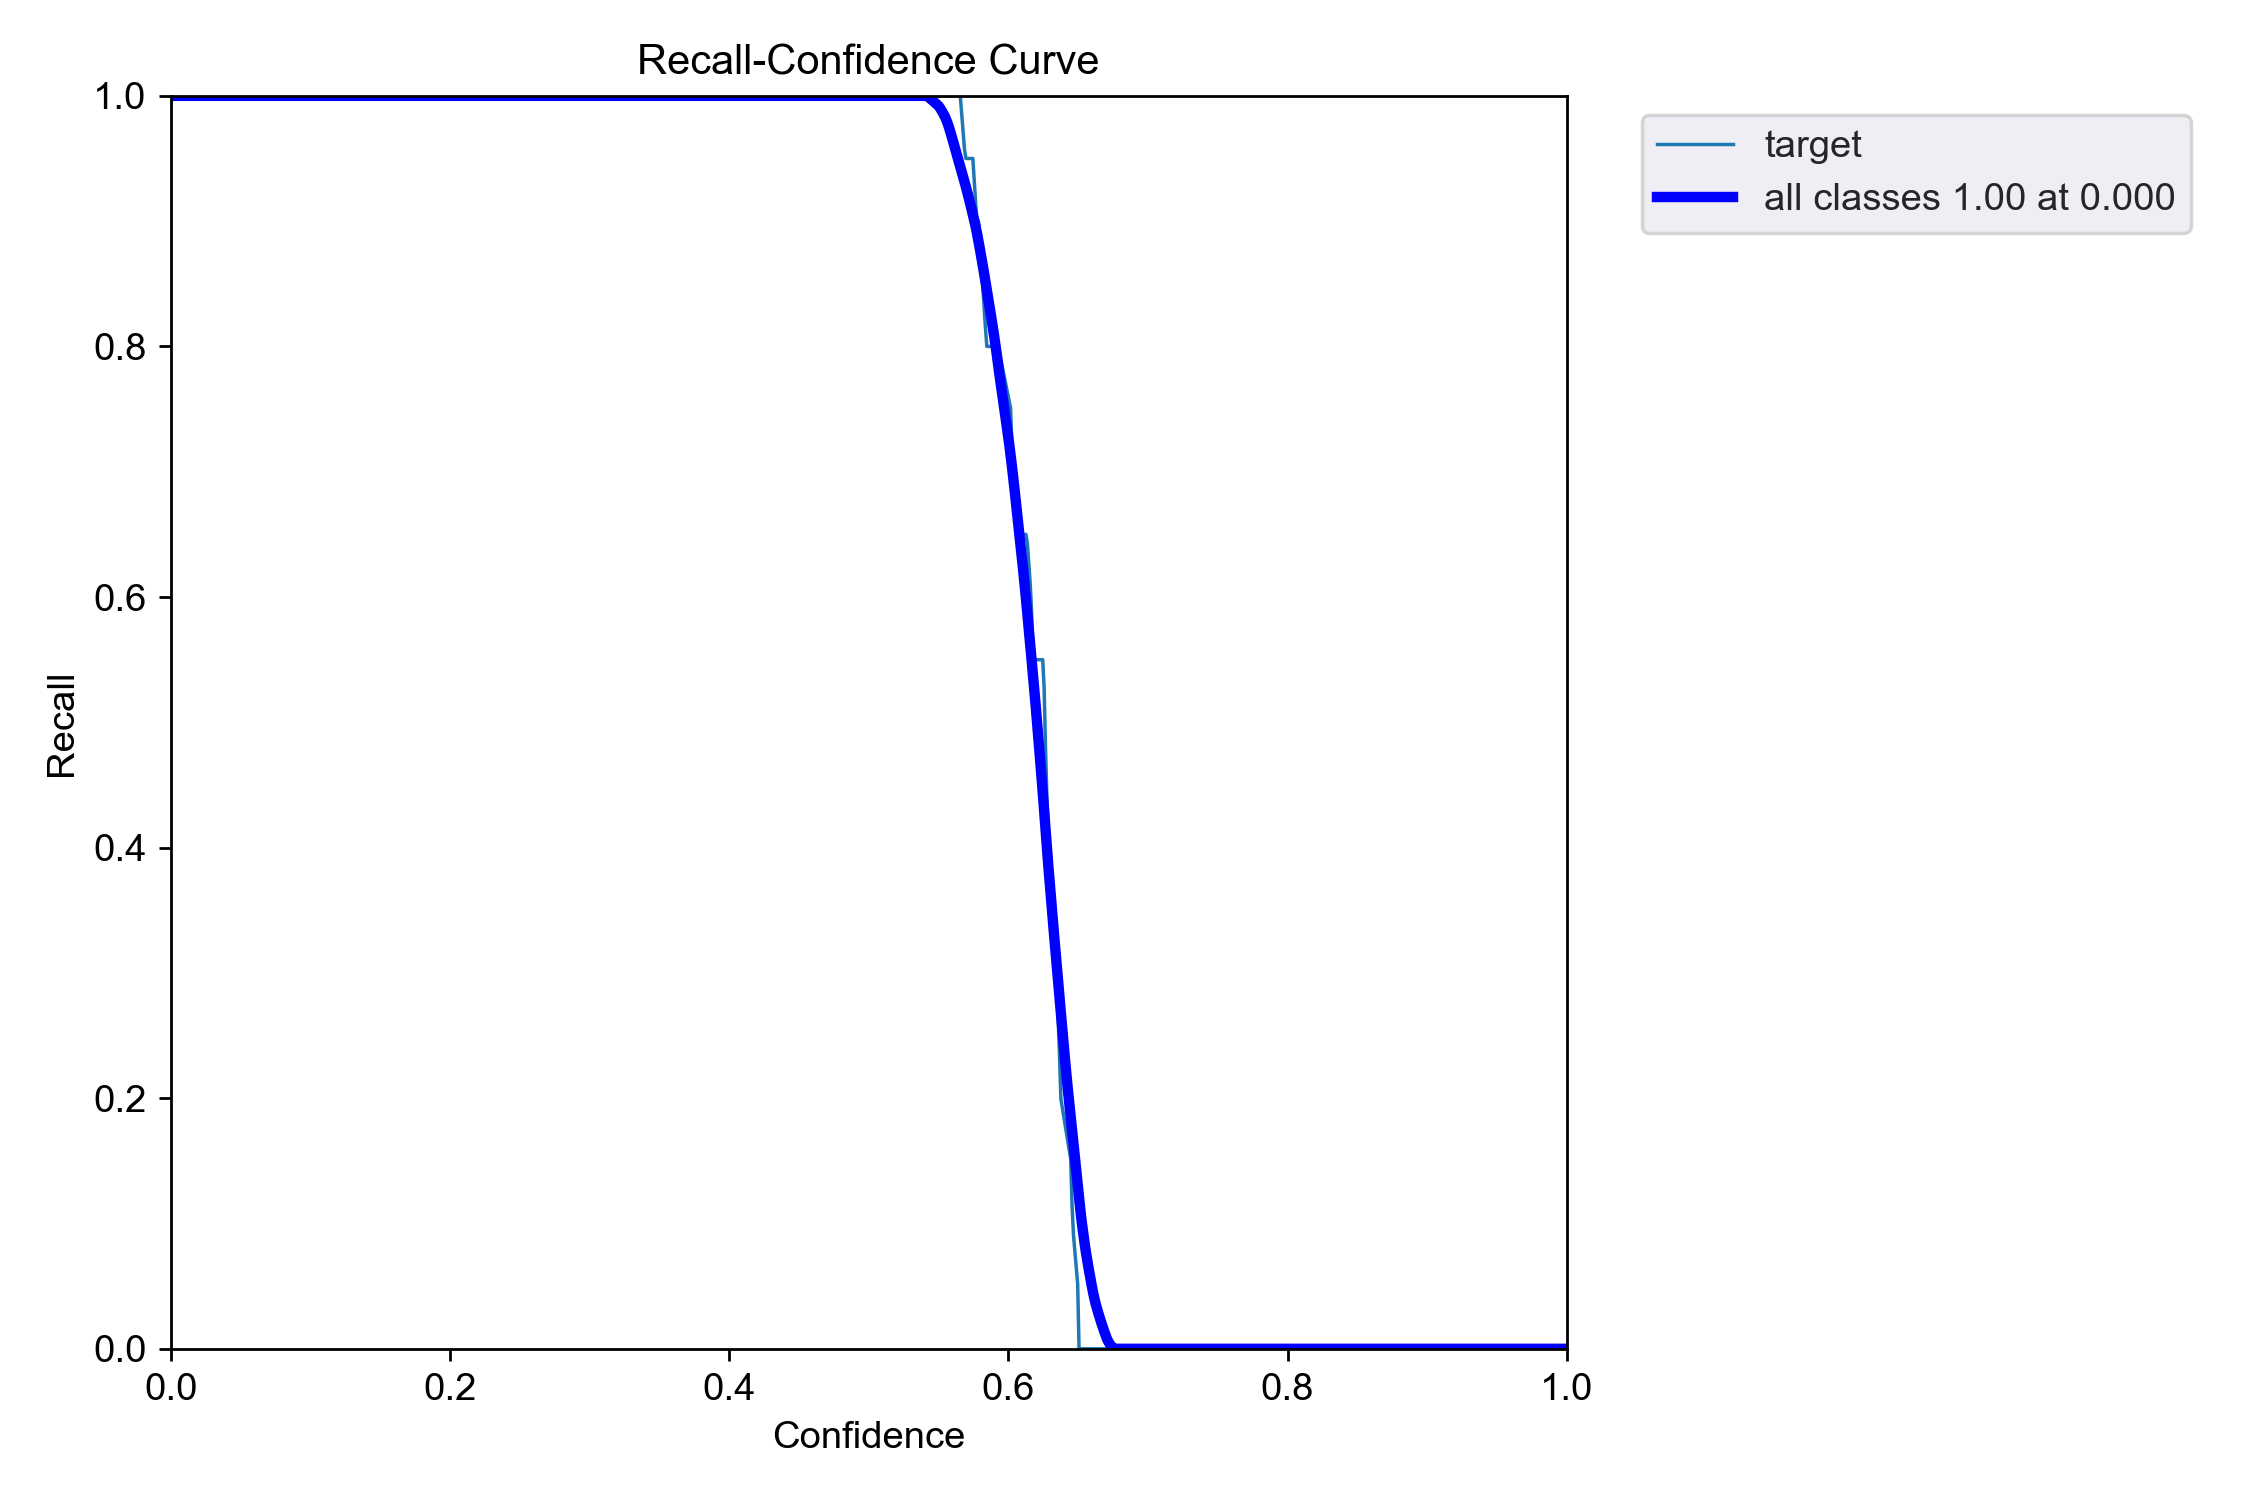 Recall-Confidence Curve
1.0
0.8
0.6
0.4
0.2
0.0
Recall
0.0 0.2 0.4 0.6 0.8 1.0
Confidence
target
all classes 1.00 at 0.000